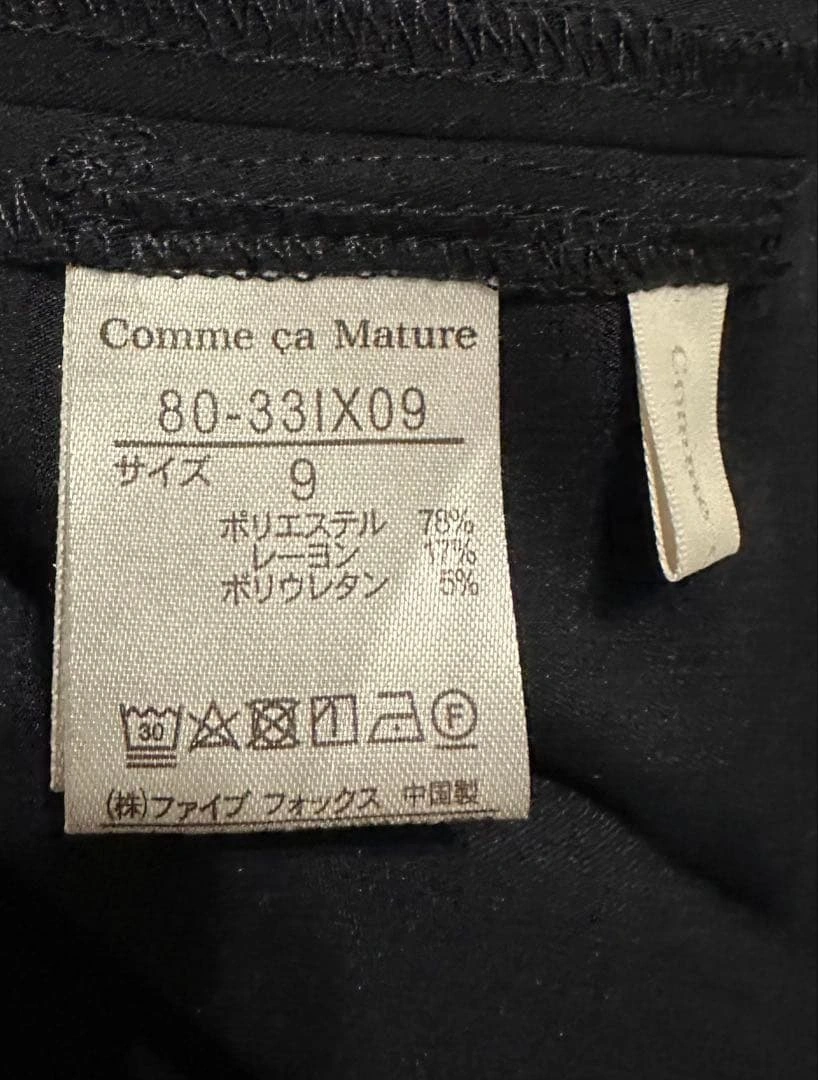 Comme ça Mature
80-33IX09
サイズ 9
ポリエステル 78%
レーヨン 17%
ポリウレタン 5%
30
F
(株)ファイブ フォックス 中国製
Comme